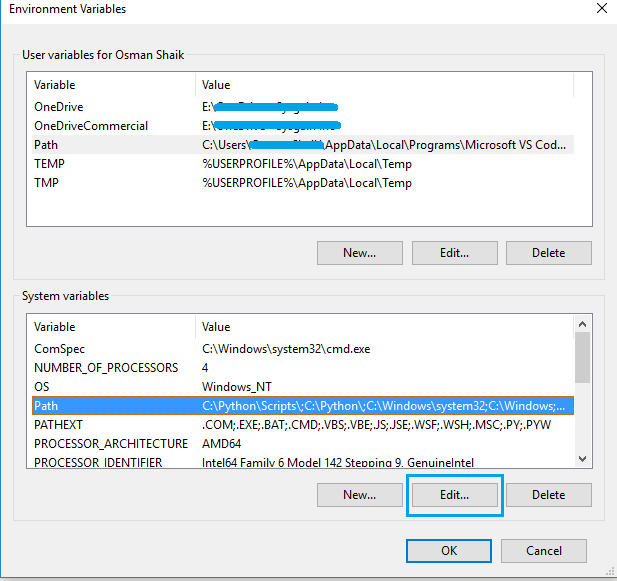 Environment Variables
User variables for Osman Shaik
Variable Value
OneDrive E:\
OneDriveCommercial E:\
Path C:\Users\ \AppData\Local\Programs\Microsoft VS Cod...
TEMP %USERPROFILE%\AppData\Local\Temp
TMP %USERPROFILE%\AppData\Local\Temp
New... Edit... Delete
System variables
Variable Value
ComSpec C:\Windows\system32\cmd.exe
NUMBER_OF_PROCESSORS 4
OS Windows_NT
Path C:\Python\Scripts\;C:\Python\;C:\Windows\system32;C:\Windows;...
PATHEXT .COM;.EXE;.BAT;.CMD;.VBS;.VBE;.JS;.JSE;.WSF;.WSH;.MSC;.PY;.PYW
PROCESSOR_ARCHITECTURE AMD64
PROCESSOR_IDENTIFIER Intel64 Family 6 Model 142 Stepping 9, GenuineIntel
New... Edit... Delete
OK Cancel